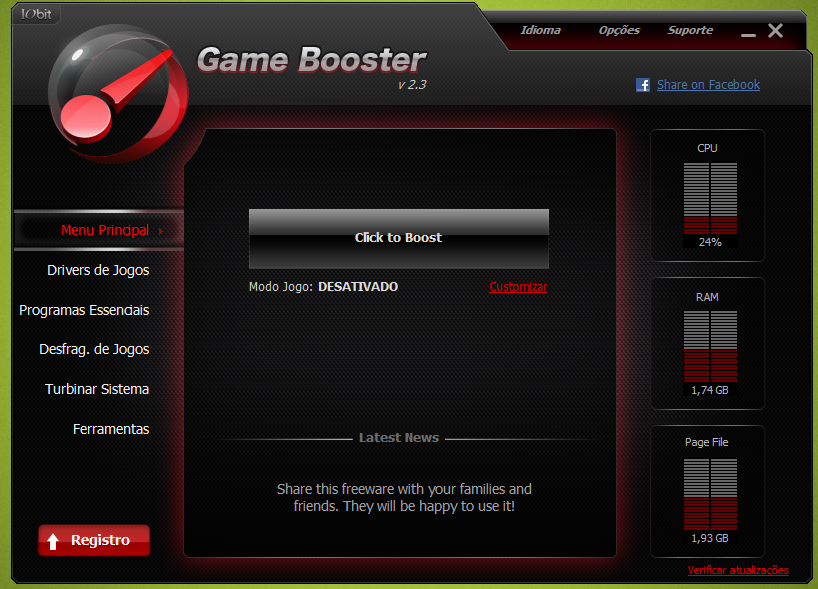 IObit
Idioma
Opções
Suporte
Game Booster
v 2.3
Share on Facebook
Menu Principal
Drivers de Jogos
Programas Essenciais
Desfrag. de Jogos
Turbinar Sistema
Ferramentas
Registro
Click to Boost
Modo Jogo: DESATIVADO
Customizar
Latest News
Share this freeware with your families and
friends. They will be happy to use it!
CPU
24%
RAM
1,74 GB
Page File
1,93 GB
Verificar atualizações